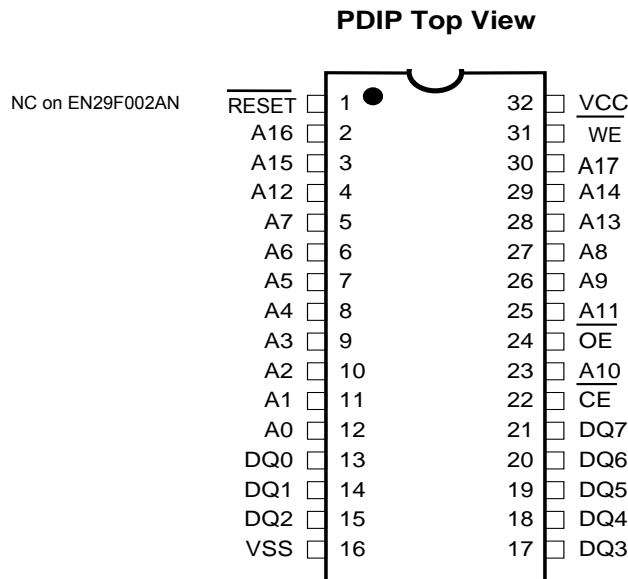 PDIP Top View
NC on EN29F002AN RESET 1 32 VCC
A16 2 31 WE
A15 3 30 A17
A12 4 29 A14
A7 5 28 A13
A6 6 27 A8
A5 7 26 A9
A4 8 25 A11
A3 9 24 OE
A2 10 23 A10
A1 11 22 CE
A0 12 21 DQ7
DQ0 13 20 DQ6
DQ1 14 19 DQ5
DQ2 15 18 DQ4
VSS 16 17 DQ3